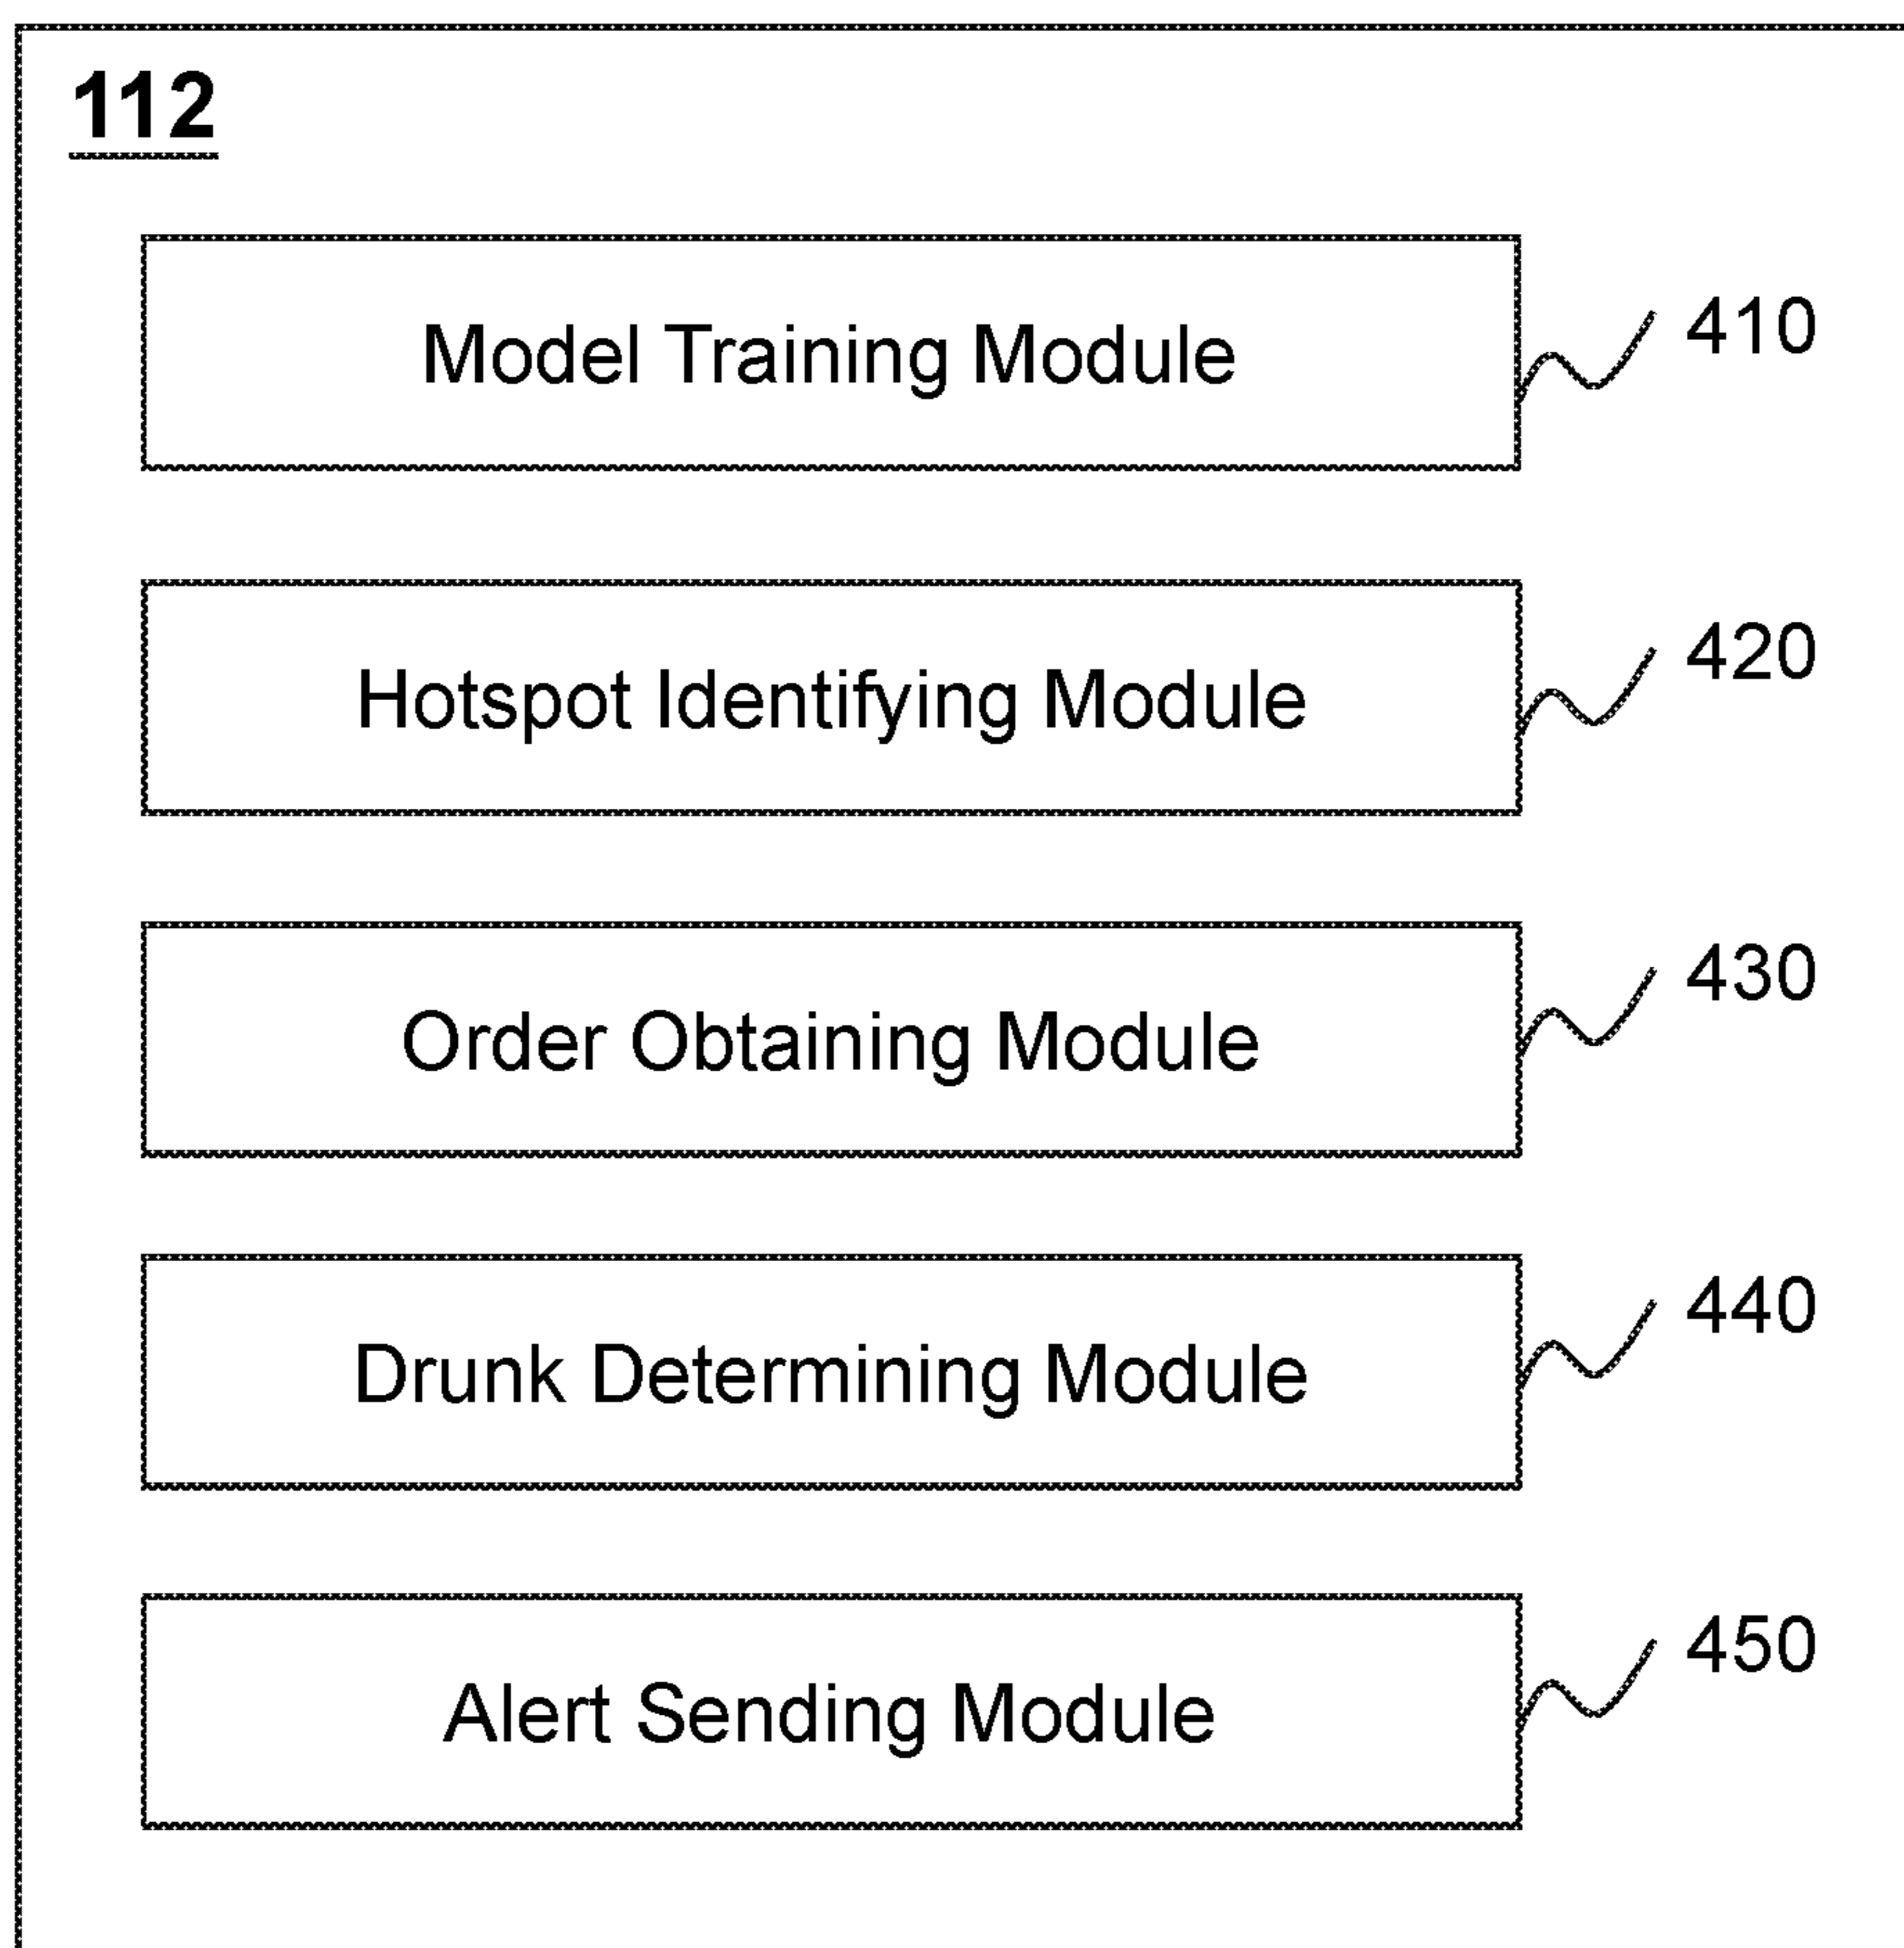 112
Model Training Module
410
Hotspot Identifying Module
420
Order Obtaining Module
430
Drunk Determining Module
440
Alert Sending Module
450